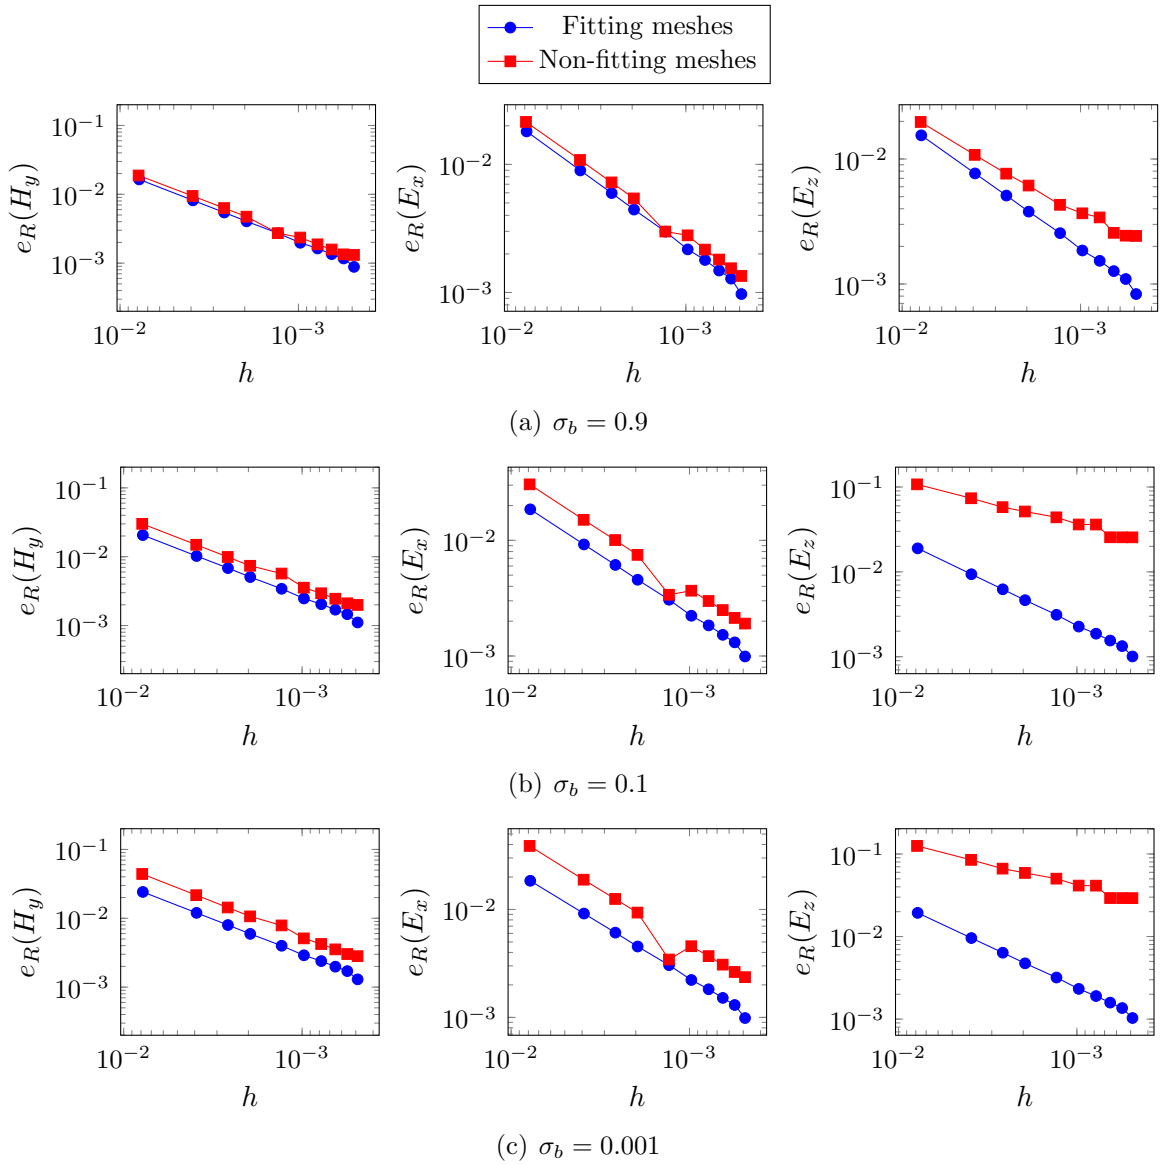 Fitting meshes
Non-fitting meshes
10⁻¹
10⁻²
10⁻³
e_R(H_y)
10⁻²
10⁻³
h
10⁻²
10⁻³
e_R(E_x)
10⁻²
10⁻³
h
10⁻²
10⁻³
e_R(E_z)
10⁻²
10⁻³
h
(a) σ_b = 0.9
10⁻¹
10⁻²
10⁻³
e_R(H_y)
10⁻²
10⁻³
h
10⁻²
10⁻³
e_R(E_x)
10⁻²
10⁻³
h
10⁻¹
10⁻²
10⁻³
e_R(E_z)
10⁻²
10⁻³
h
(b) σ_b = 0.1
10⁻¹
10⁻²
10⁻³
e_R(H_y)
10⁻²
10⁻³
h
10⁻²
10⁻³
e_R(E_x)
10⁻²
10⁻³
h
10⁻¹
10⁻²
10⁻³
e_R(E_z)
10⁻²
10⁻³
h
(c) σ_b = 0.001